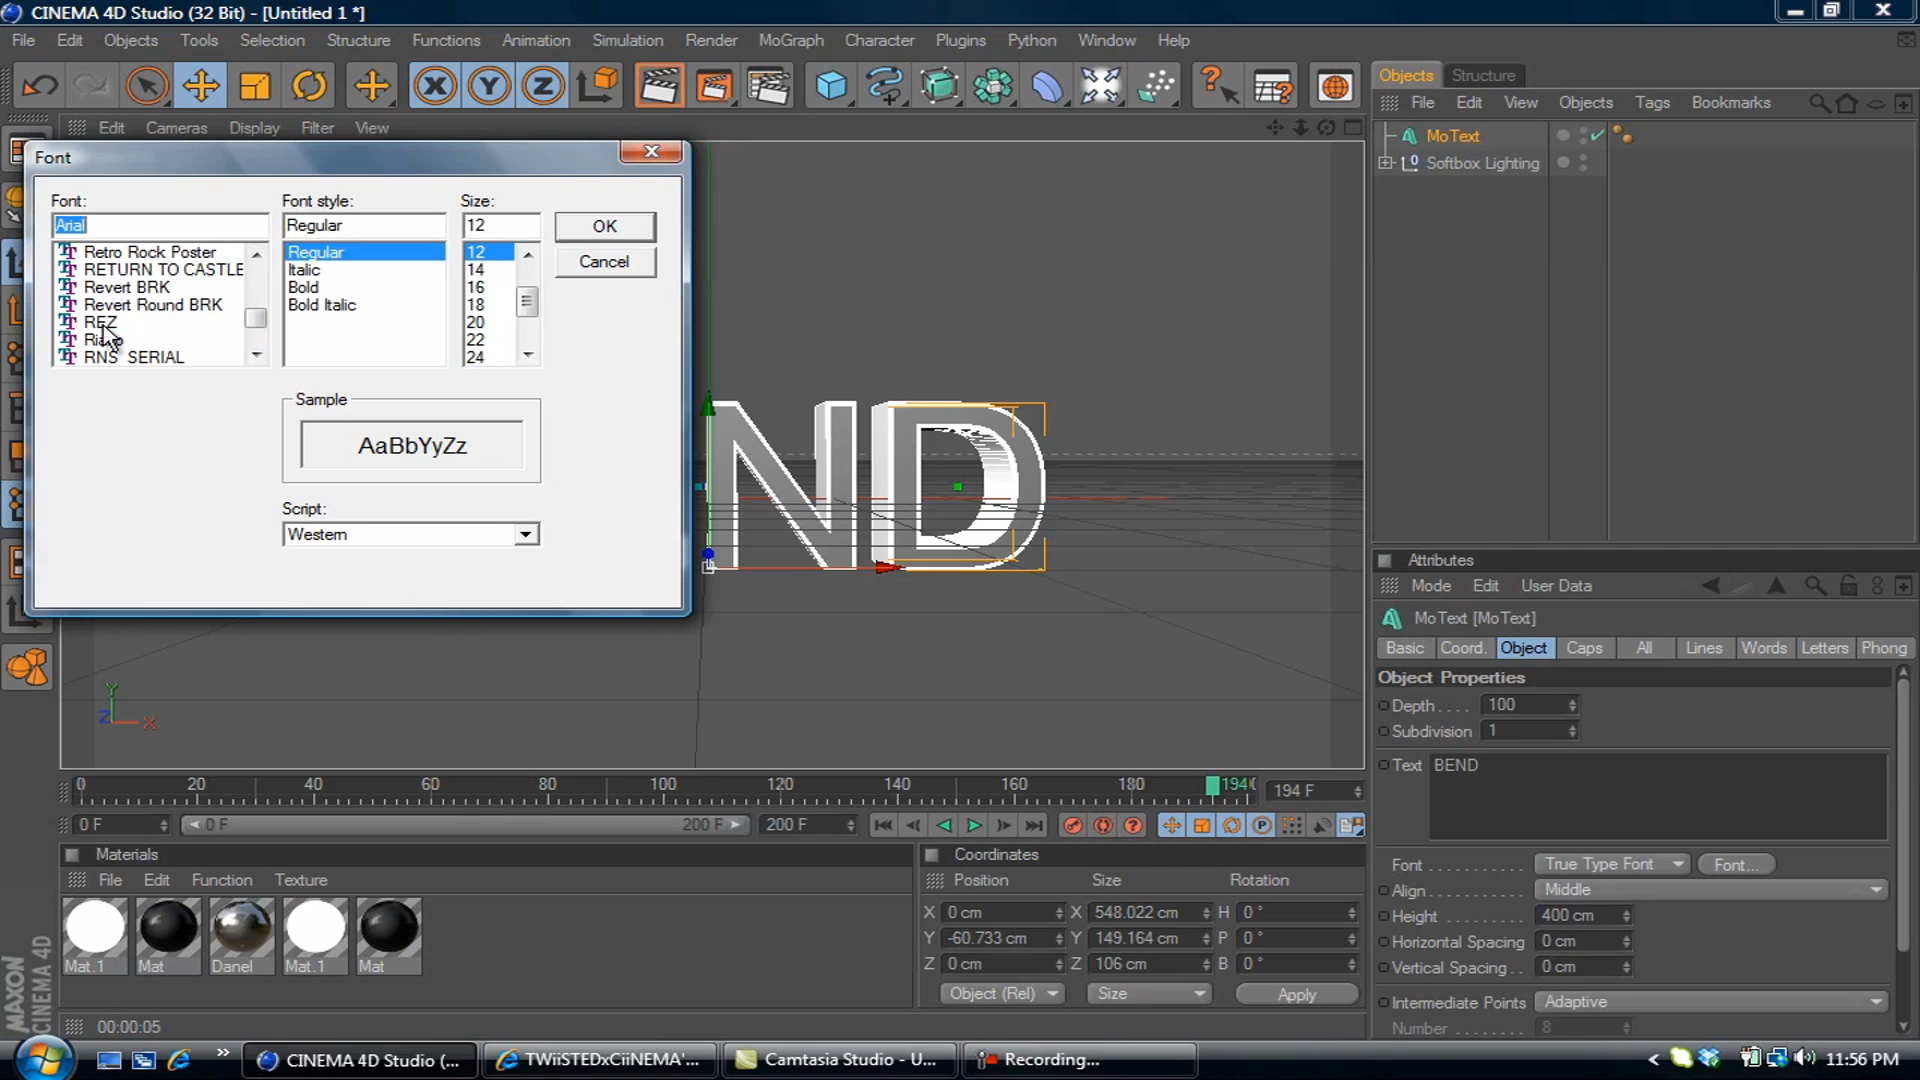 CINEMA 4D Studio (32 Bit) - [Untitled 1 *]
File Edit Objects Tools Selection Structure Functions Animation Simulation Render MoGraph Character Plugins Python Window Help
X Y Z
Objects Structure
File Edit View Objects Tags Bookmarks
MoText
Softbox Lighting
Edit Cameras Display Filter View
Font
Font:
Arial
Retro Rock Poster
RETURN TO CASTLE
Revert BRK
Revert Round BRK
REZ
RNS SERIAL
Font style:
Regular
Regular
Italic
Bold
Bold Italic
Size:
12
12
14
16
18
20
22
24
OK
Cancel
Sample
AaBbYyZz
Script:
Western
ND
Y
Z X
Attributes
Mode Edit User Data
MoText [MoText]
Basic Coord. Object Caps All Lines Words Letters Phong
Object Properties
Depth.... 100
Subdivision 1
Text BEND
Font True Type Font Font...
Align Middle
Height 400 cm
Horizontal Spacing 0 cm
Vertical Spacing.. 0 cm
Intermediate Points Adaptive
Number 8
0 20 40 60 80 100 120 140 160 180 194 194 F
0 F 0 F 200 F 200 F
Materials
File Edit Function Texture
Mat.1 Mat Danel Mat.1 Mat
Coordinates
Position Size Rotation
X 0 cm X 548.022 cm H 0 °
Y -60.733 cm Y 149.164 cm P 0 °
Z 0 cm Z 106 cm B 0 °
Object (Rel) Size Apply
MAXON
CINEMA 4D
00:00:05
CINEMA 4D Studio (... TWiiSTEDxCiiNEMA'... Camtasia Studio - U... Recording... 11:56 PM